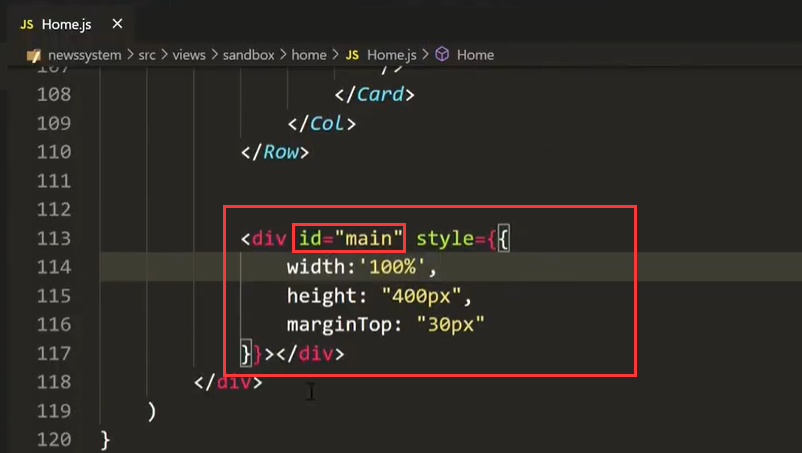 JS Home.js ×
newssystem > src > views > sandbox > home > JS Home.js > Home
107 />
108 </Card>
109 </Col>
110 </Row>
111
112
113 <div id="main" style={{
114 width:'100%',
115 height: "400px",
116 marginTop: "30px"
117 }}></div>
118 </div>
119 )
120 }